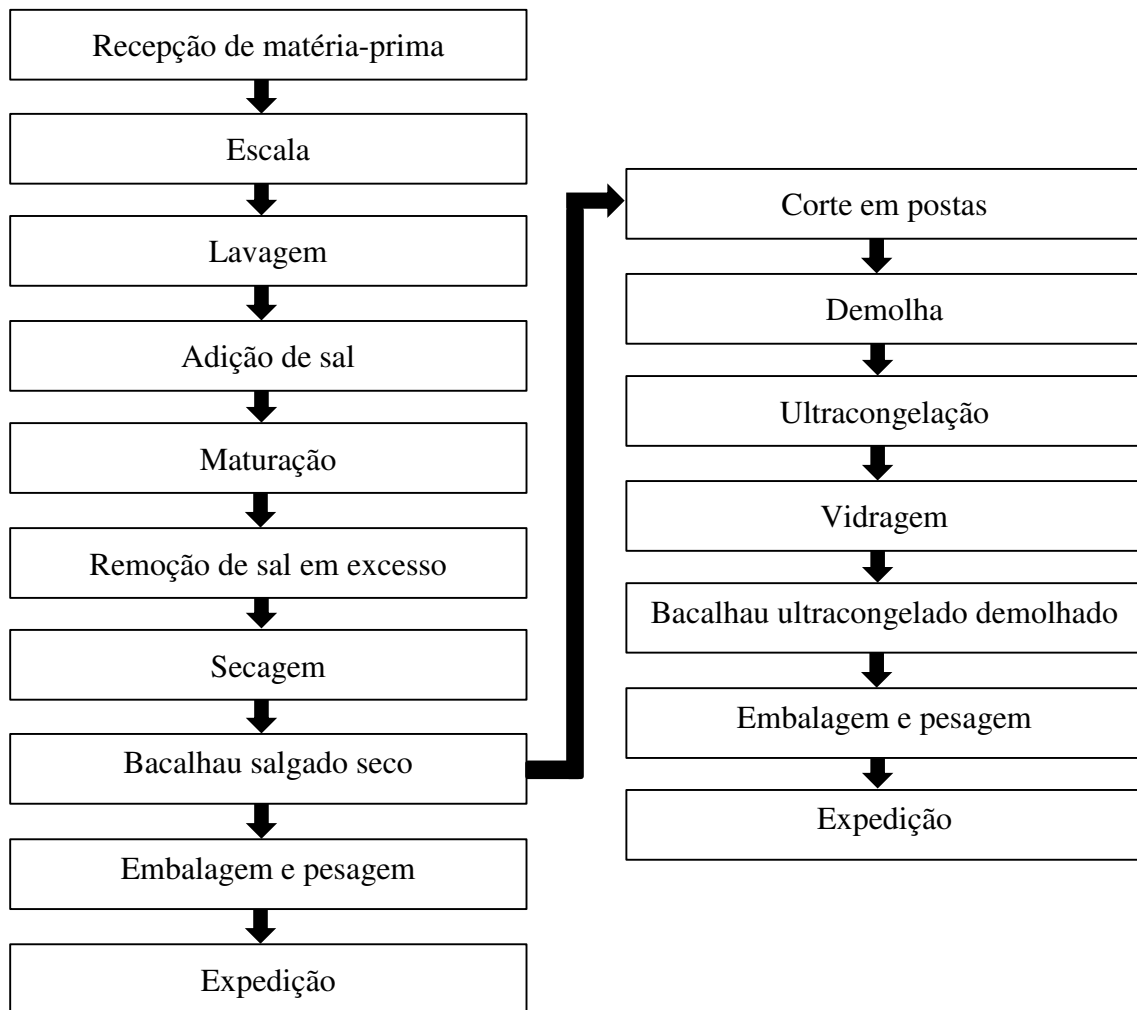 Recepção de matéria-prima
Escala
Lavagem
Adição de sal
Maturação
Remoção de sal em excesso
Secagem
Bacalhau salgado seco
Embalagem e pesagem
Expedição
Corte em postas
Demolha
Ultracongelação
Vidragem
Bacalhau ultracongelado demolhado
Embalagem e pesagem
Expedição